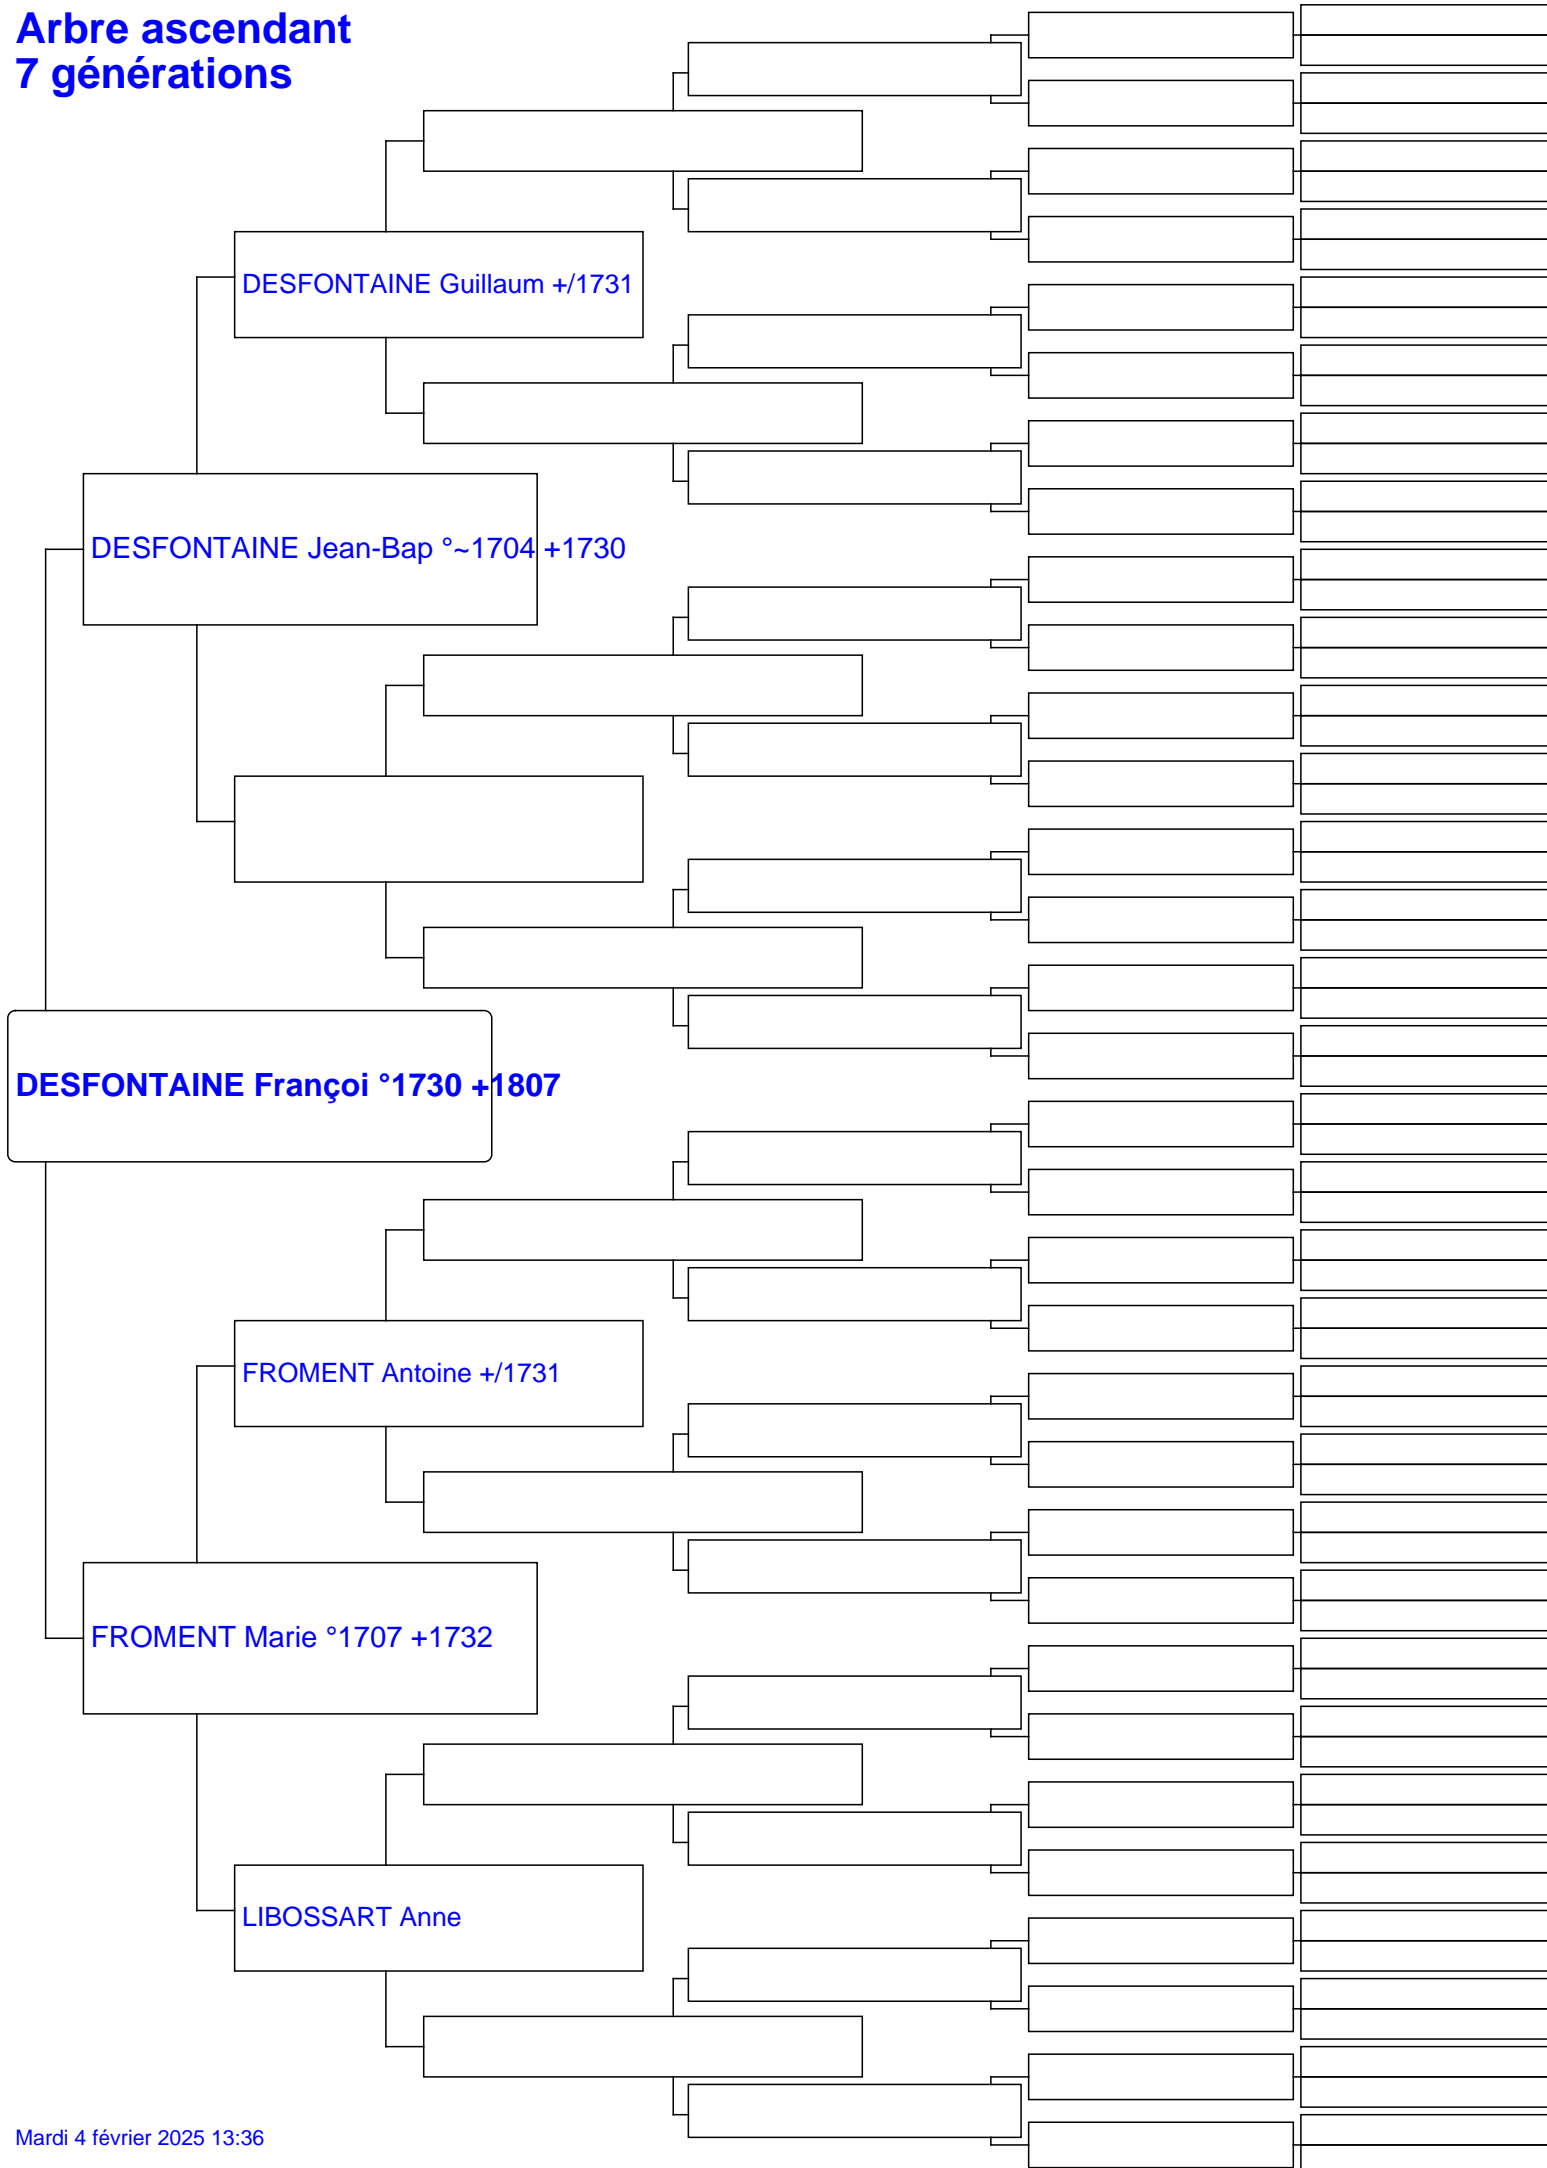 Arbre ascendant
7 générations
DESFONTAINE Guillaum +/1731
DESFONTAINE Jean-Bap °~1704 +1730
DESFONTAINE Françoi °1730 +1807
FROMENT Antoine +/1731
FROMENT Marie °1707 +1732
LIBOSSART Anne
Mardi 4 février 2025 13:36